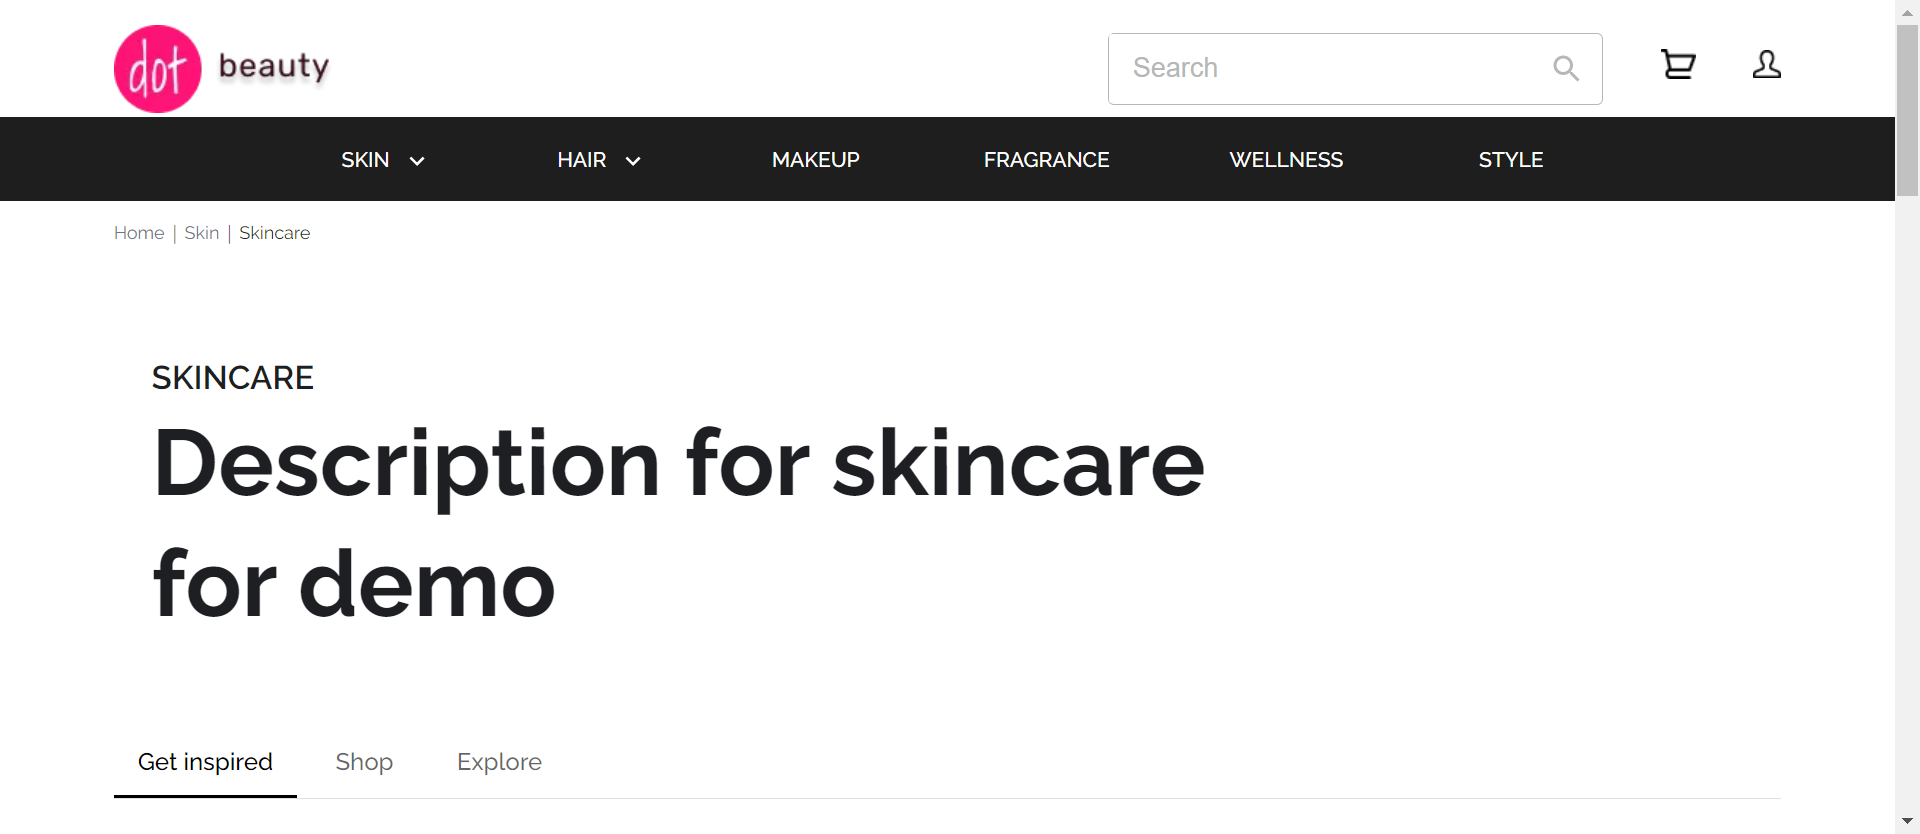 dot beauty
Search
SKIN HAIR MAKEUP FRAGRANCE WELLNESS STYLE
Home | Skin | Skincare
SKINCARE
Description for skincare
for demo
Get inspired Shop Explore